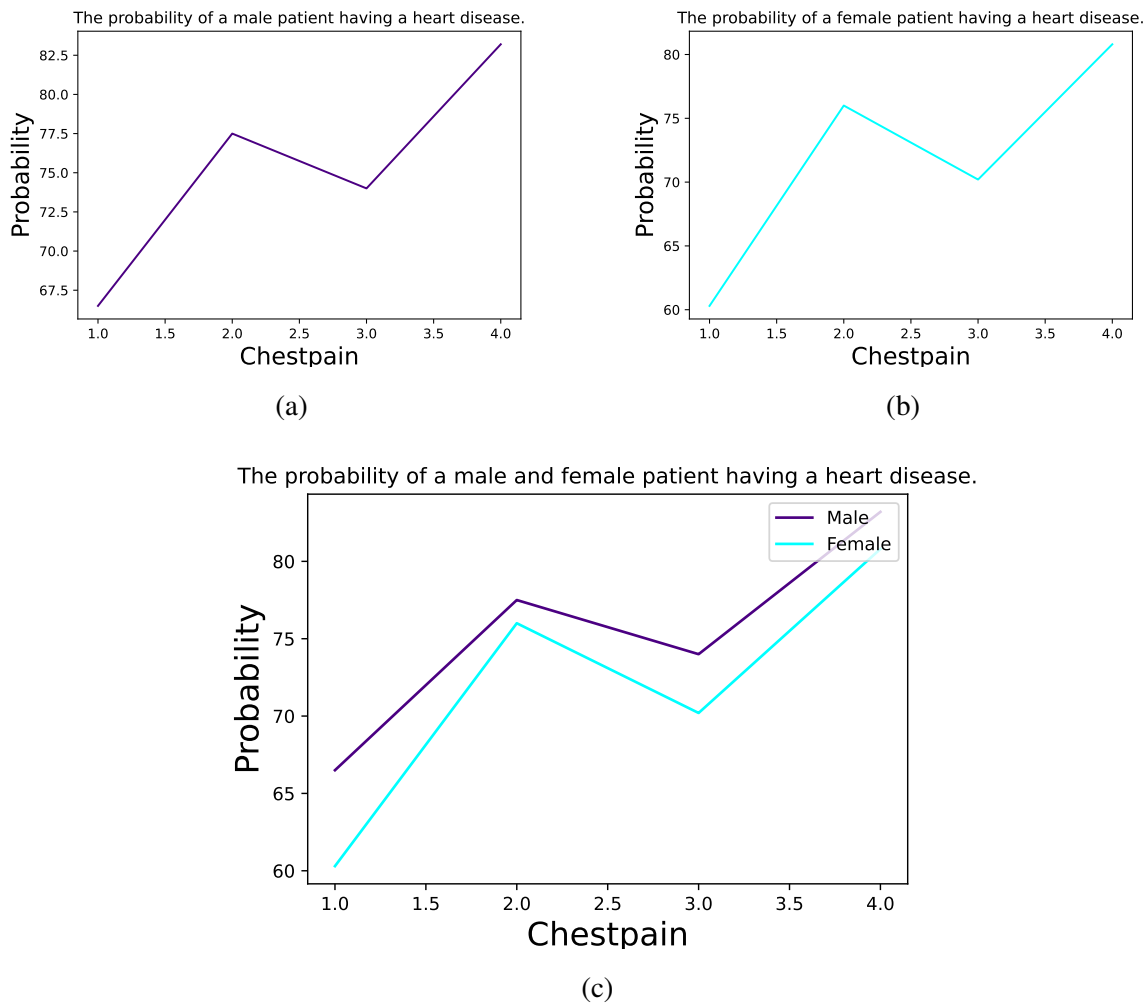 The probability of a male patient having a heart disease.
82.5
80.0
77.5
75.0
72.5
70.0
67.5
Probability
1.0 1.5 2.0 2.5 3.0 3.5 4.0
Chestpain
(a)
The probability of a female patient having a heart disease.
80
75
70
65
60
Probability
1.0 1.5 2.0 2.5 3.0 3.5 4.0
Chestpain
(b)
The probability of a male and female patient having a heart disease.
Male
Female
80
75
70
65
60
Probability
1.0 1.5 2.0 2.5 3.0 3.5 4.0
Chestpain
(c)